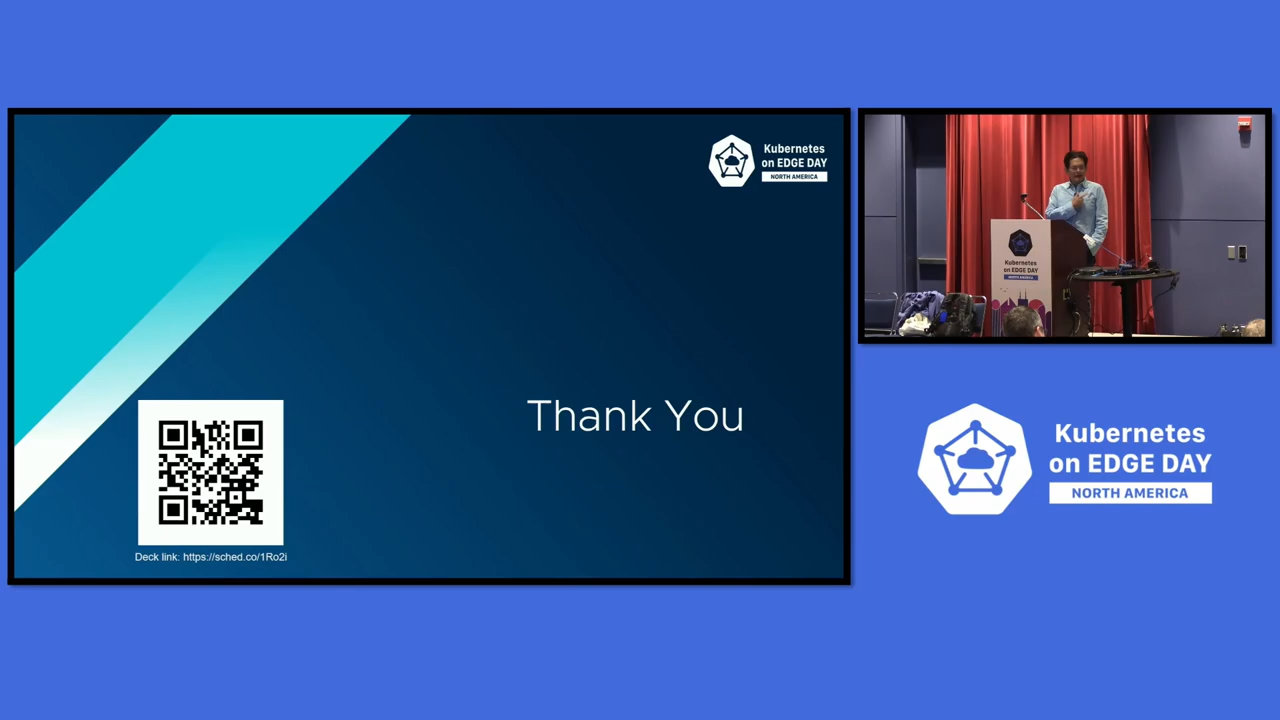 Kubernetes
on EDGE DAY
NORTH AMERICA
Thank You
Deck link: https://sched.co/1Ro2i
Kubernetes
on EDGE DAY
NORTH AMERICA
Kubernetes
on EDGE DAY
NORTH AMERICA